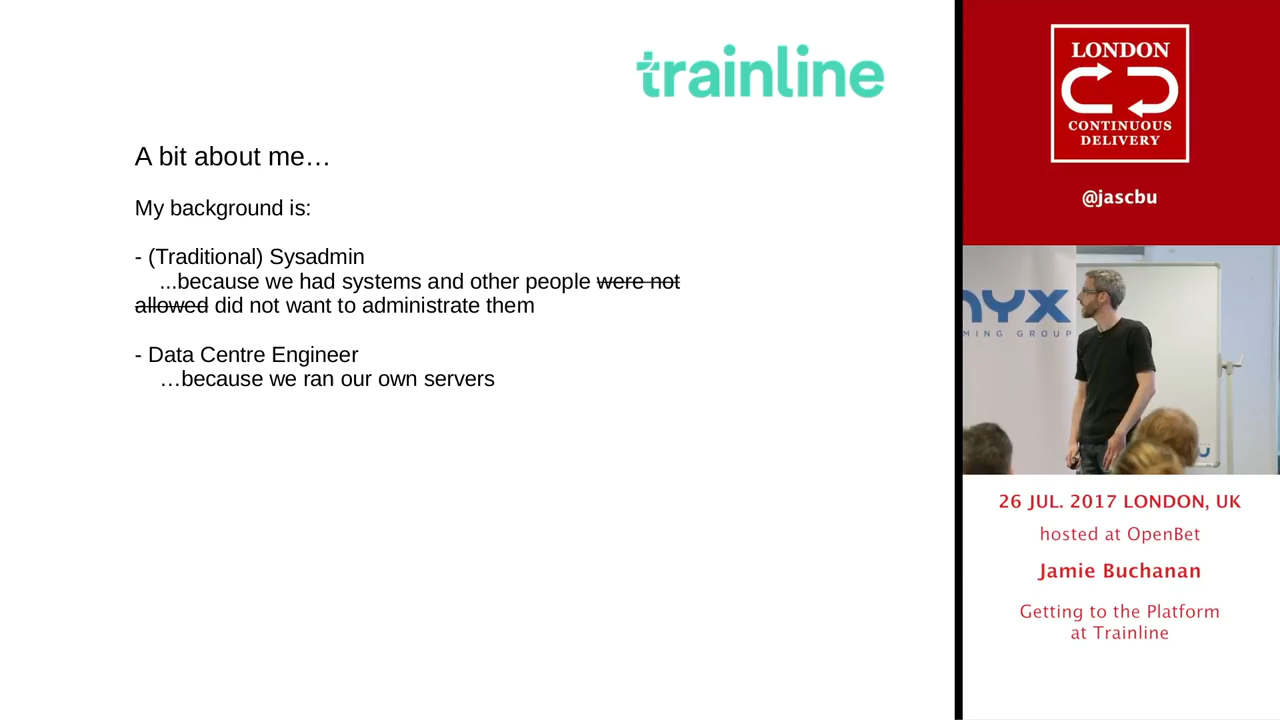 trainline
A bit about me…
My background is:
- (Traditional) Sysadmin
...because we had systems and other people were not
allowed did not want to administrate them
- Data Centre Engineer
…because we ran our own servers
LONDON
CONTINUOUS
DELIVERY
@jascbu
NYX
MING GROUP
26 JUL. 2017 LONDON, UK
hosted at OpenBet
Jamie Buchanan
Getting to the Platform
at Trainline